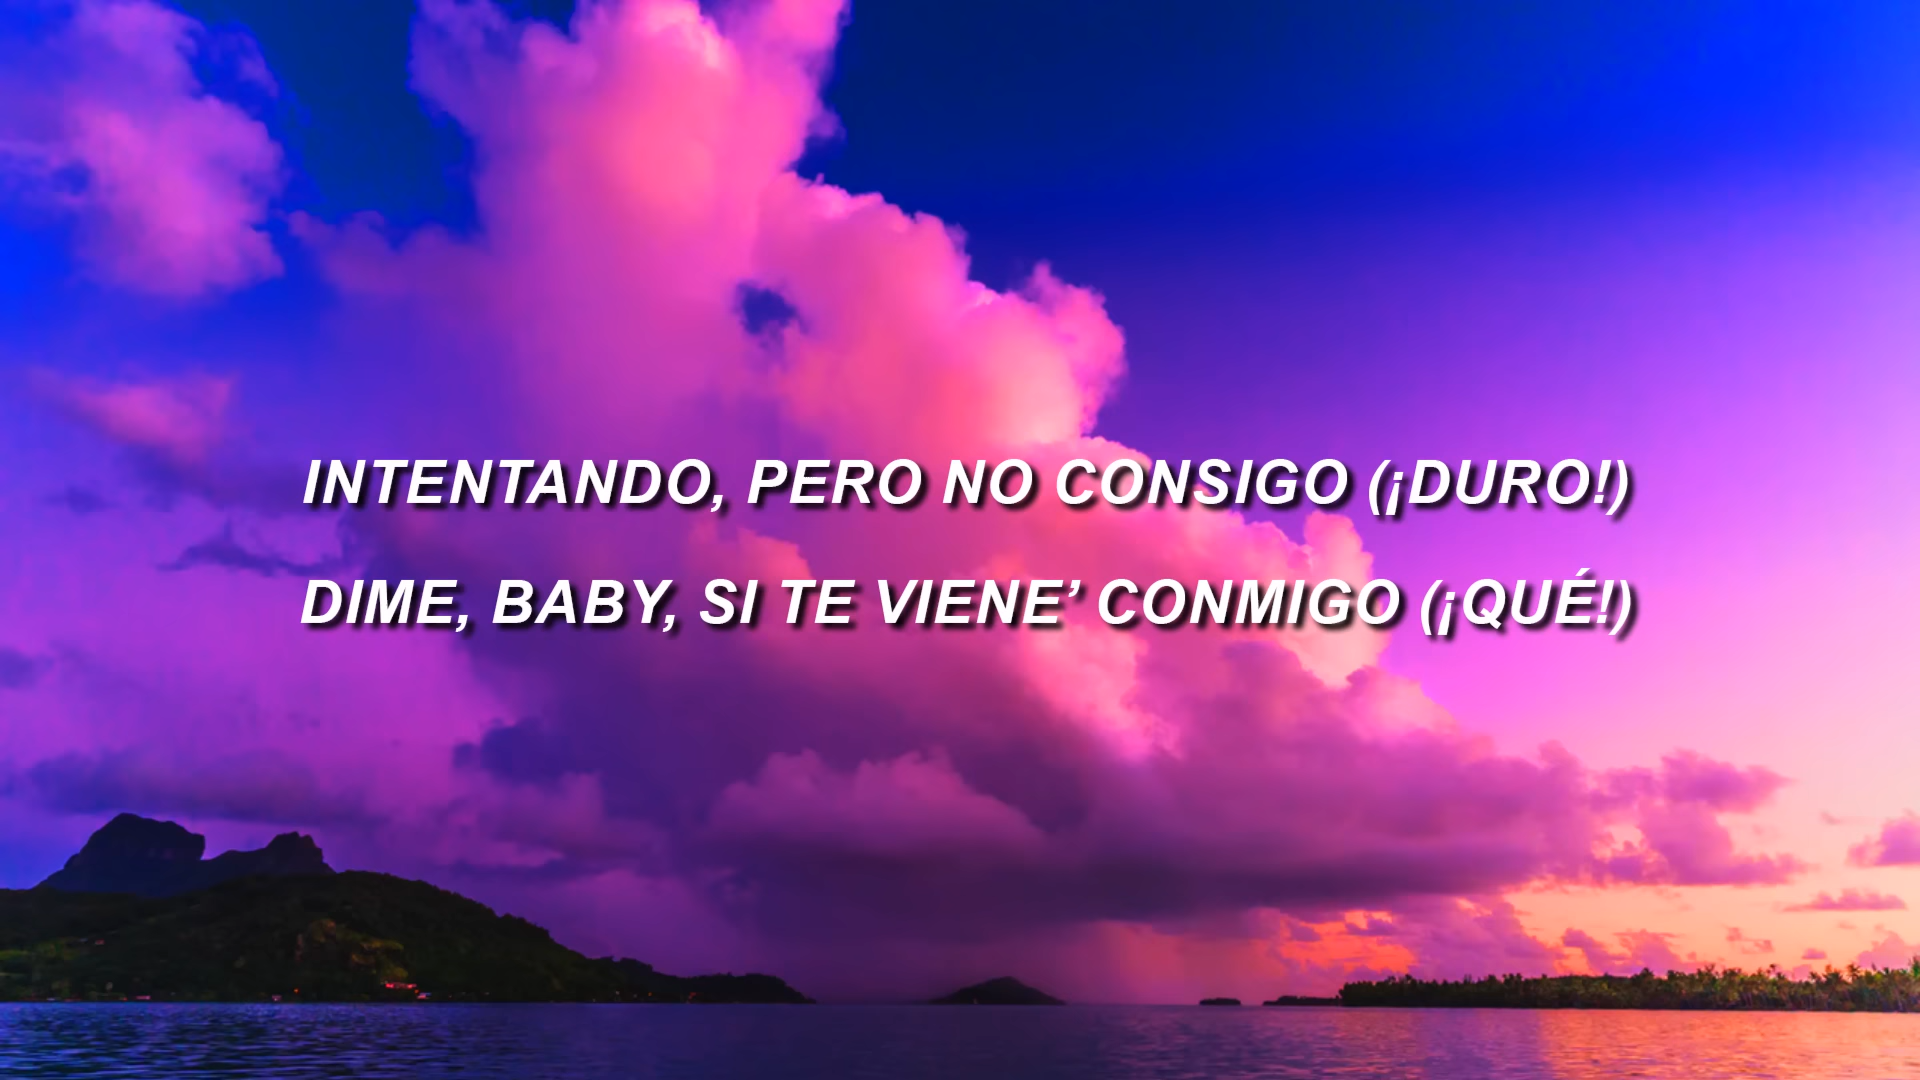 INTENTANDO, PERO NO CONSIGO (¡DURO!)
DIME, BABY, SI TE VIENE’ CONMIGO (¡QUÉ!)